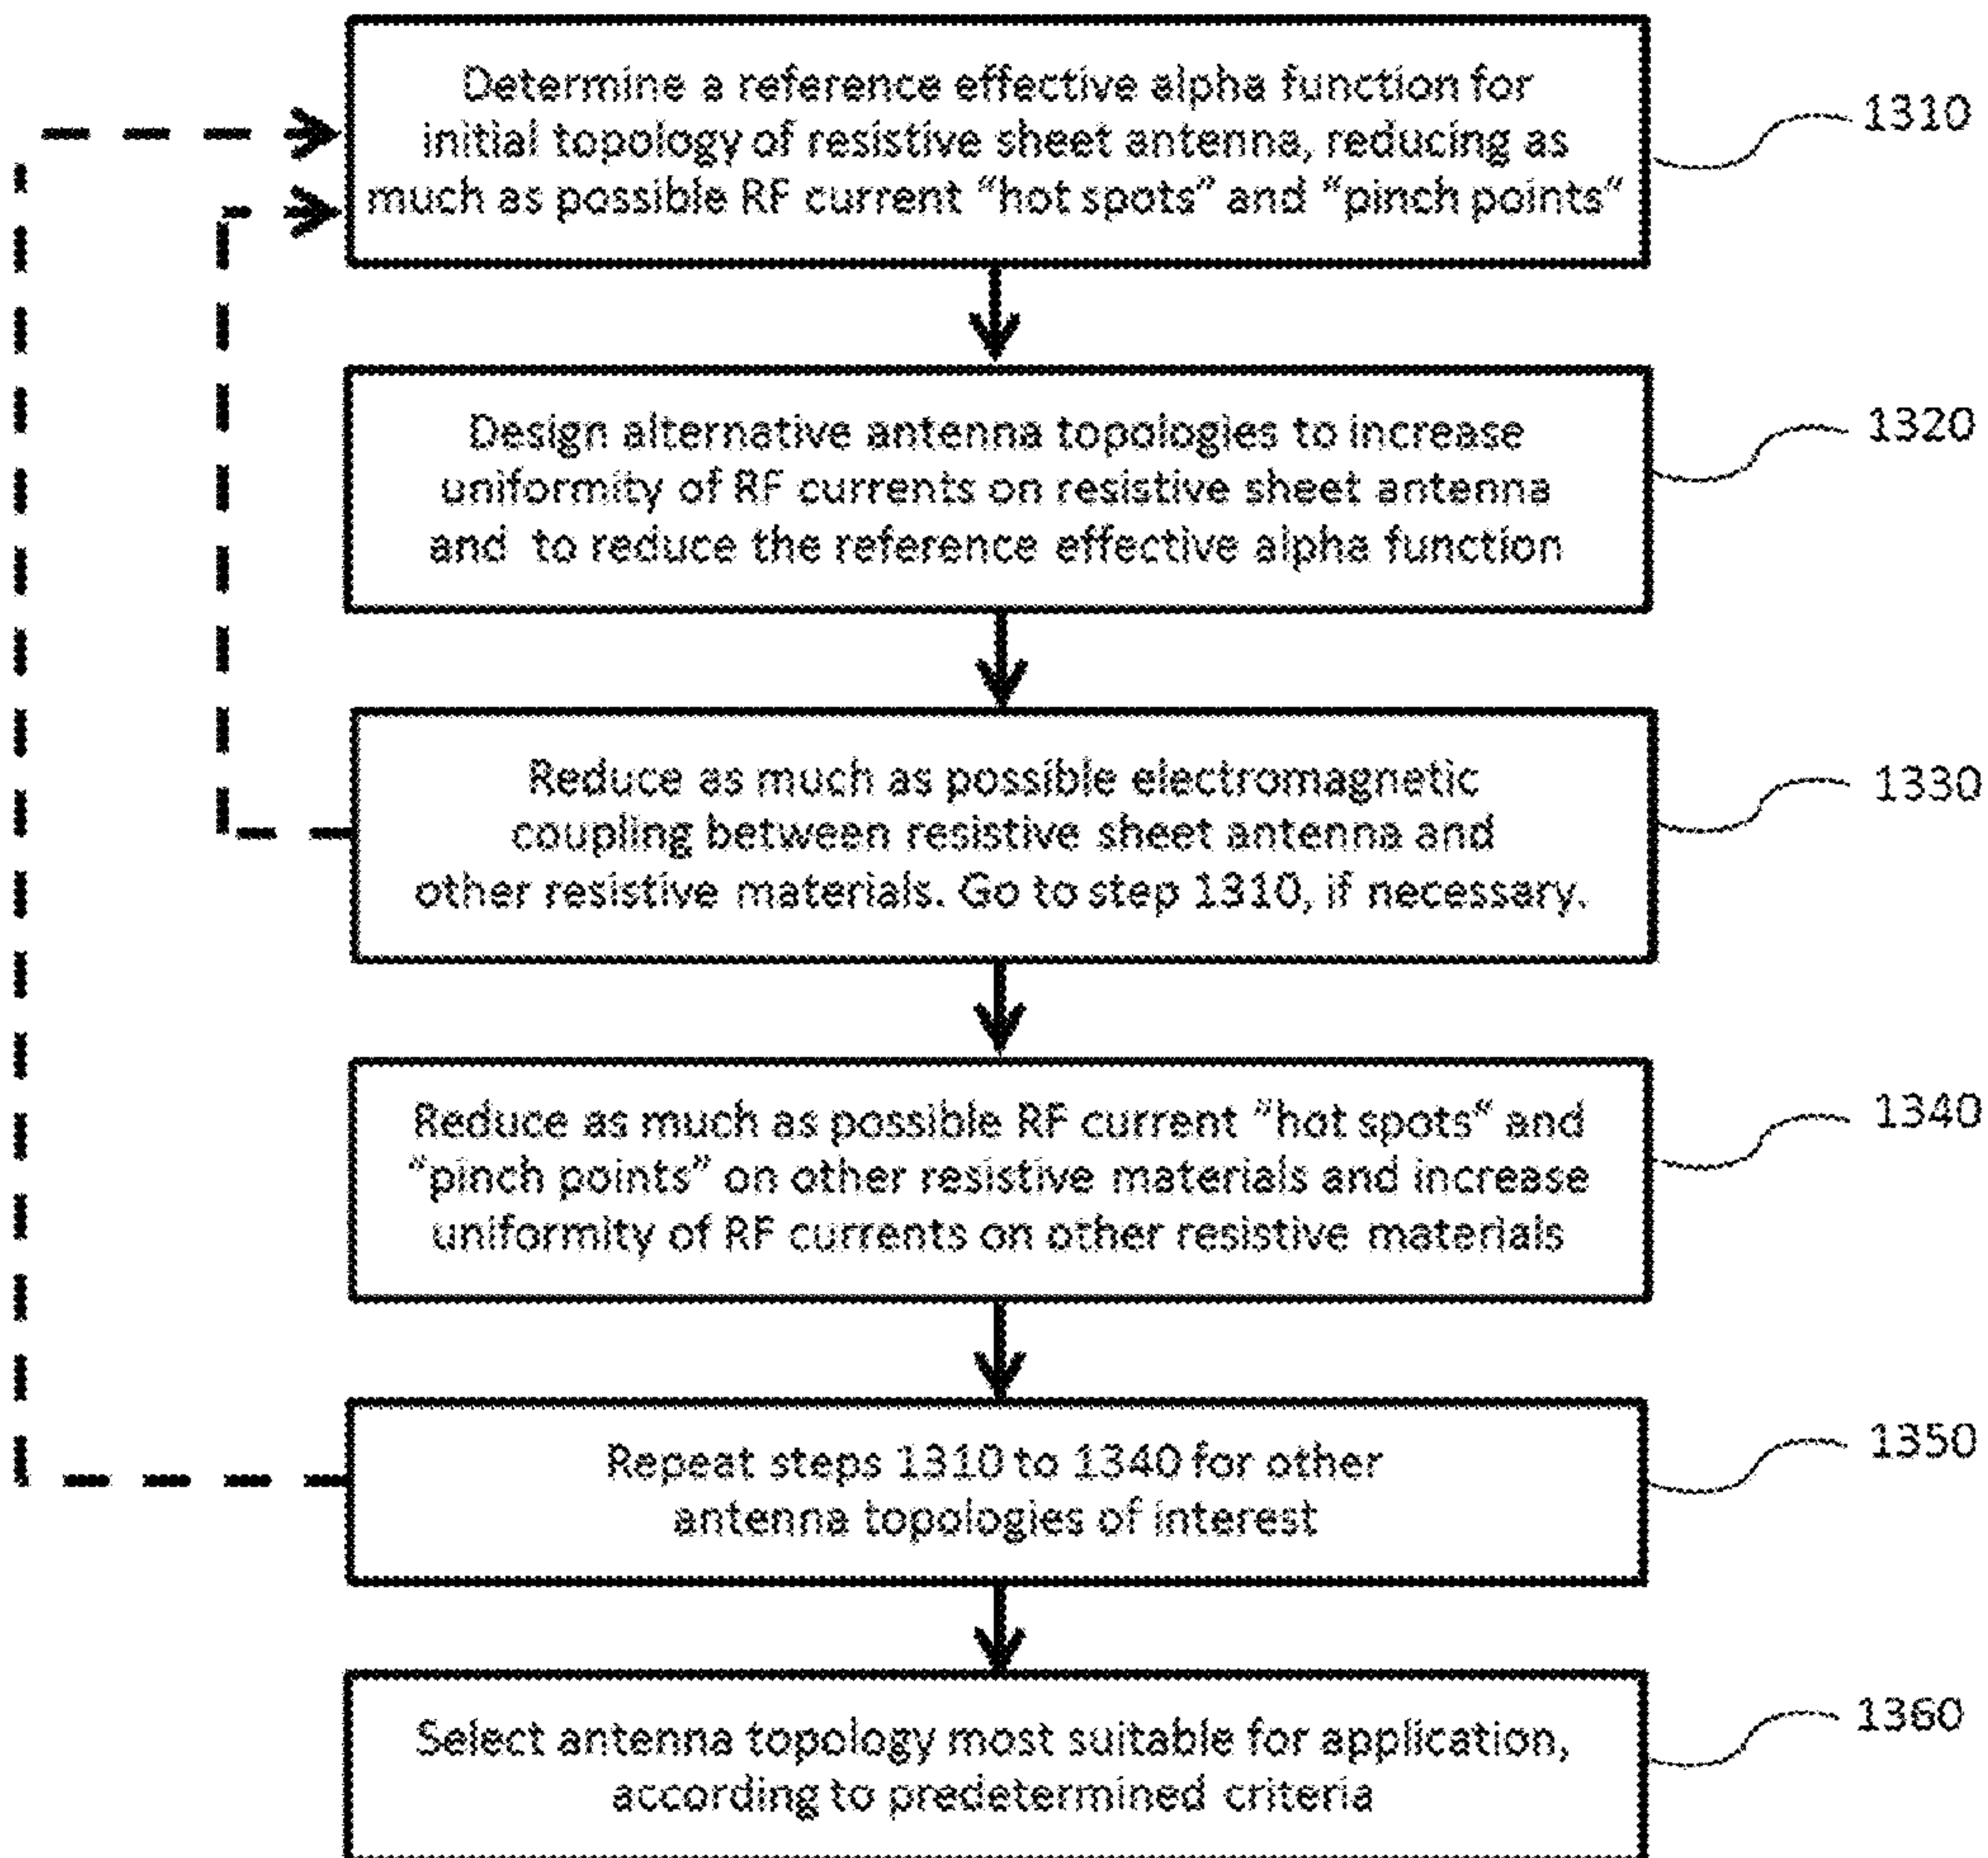 Determine a reference effective alpha function for
initial topology of resistive sheet antenna, reducing as
much as possible RF current “hot spots” and “pinch points“
1310
Design alternative antenna topologies to increase
uniformity of RF currents on resistive sheet antenna
and to reduce the reference effective alpha function
1320
Reduce as much as possible electromagnetic
coupling between resistive sheet antenna and
other resistive materials. Go to step 1310, if necessary.
1330
Reduce as much as possible RF current “hot spots“ and
“pinch points” on other resistive materials and increase
uniformity of RF currents on other resistive materials
1340
Repeat steps 1310 to 1340 for other
antenna topologies of interest
1350
Select antenna topology most suitable for application,
according to predetermined criteria
1360